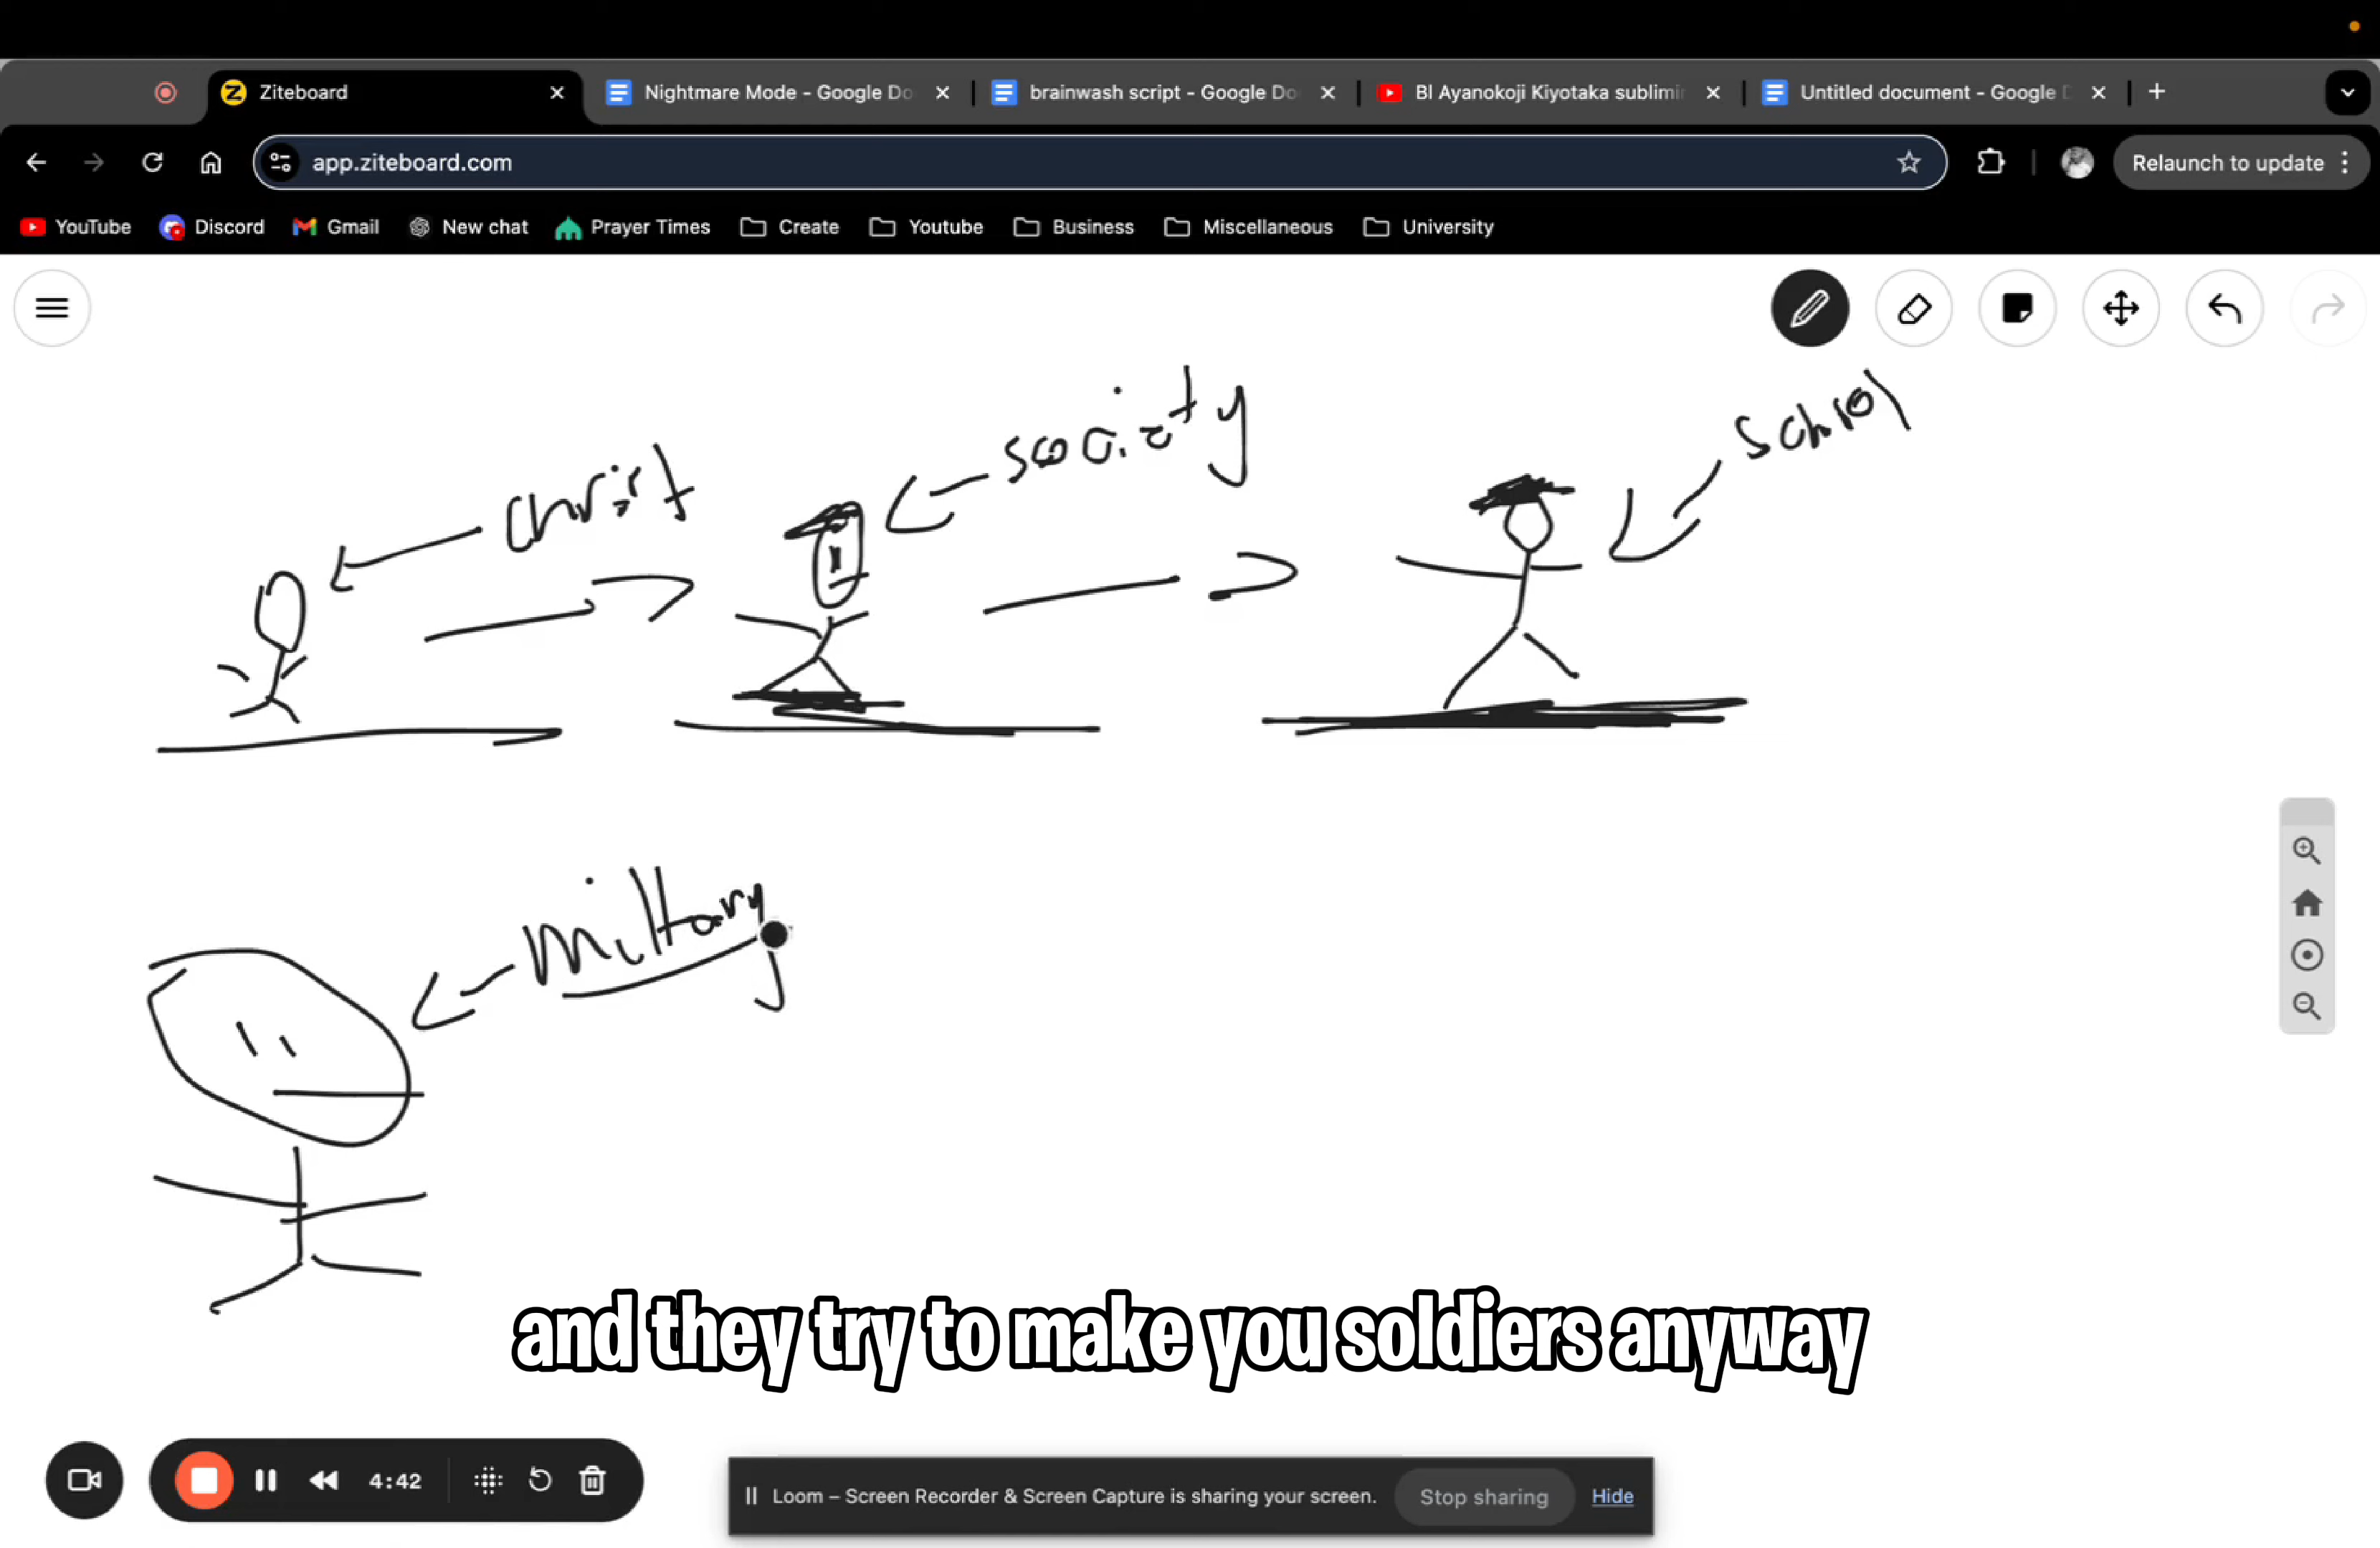 Ziteboard
Nightmare Mode - Google Do
brainwash script - Google Do
BI Ayanokoji Kiyotaka sublimi
Untitled document - Google D
app.ziteboard.com
Relaunch to update
YouTube
Discord
Gmail
New chat
Prayer Times
Create
Youtube
Business
Miscellaneous
University
christ
society
school
military
and they try to make you soldiers anyway
4:42
Loom – Screen Recorder & Screen Capture is sharing your screen.
Stop sharing
Hide